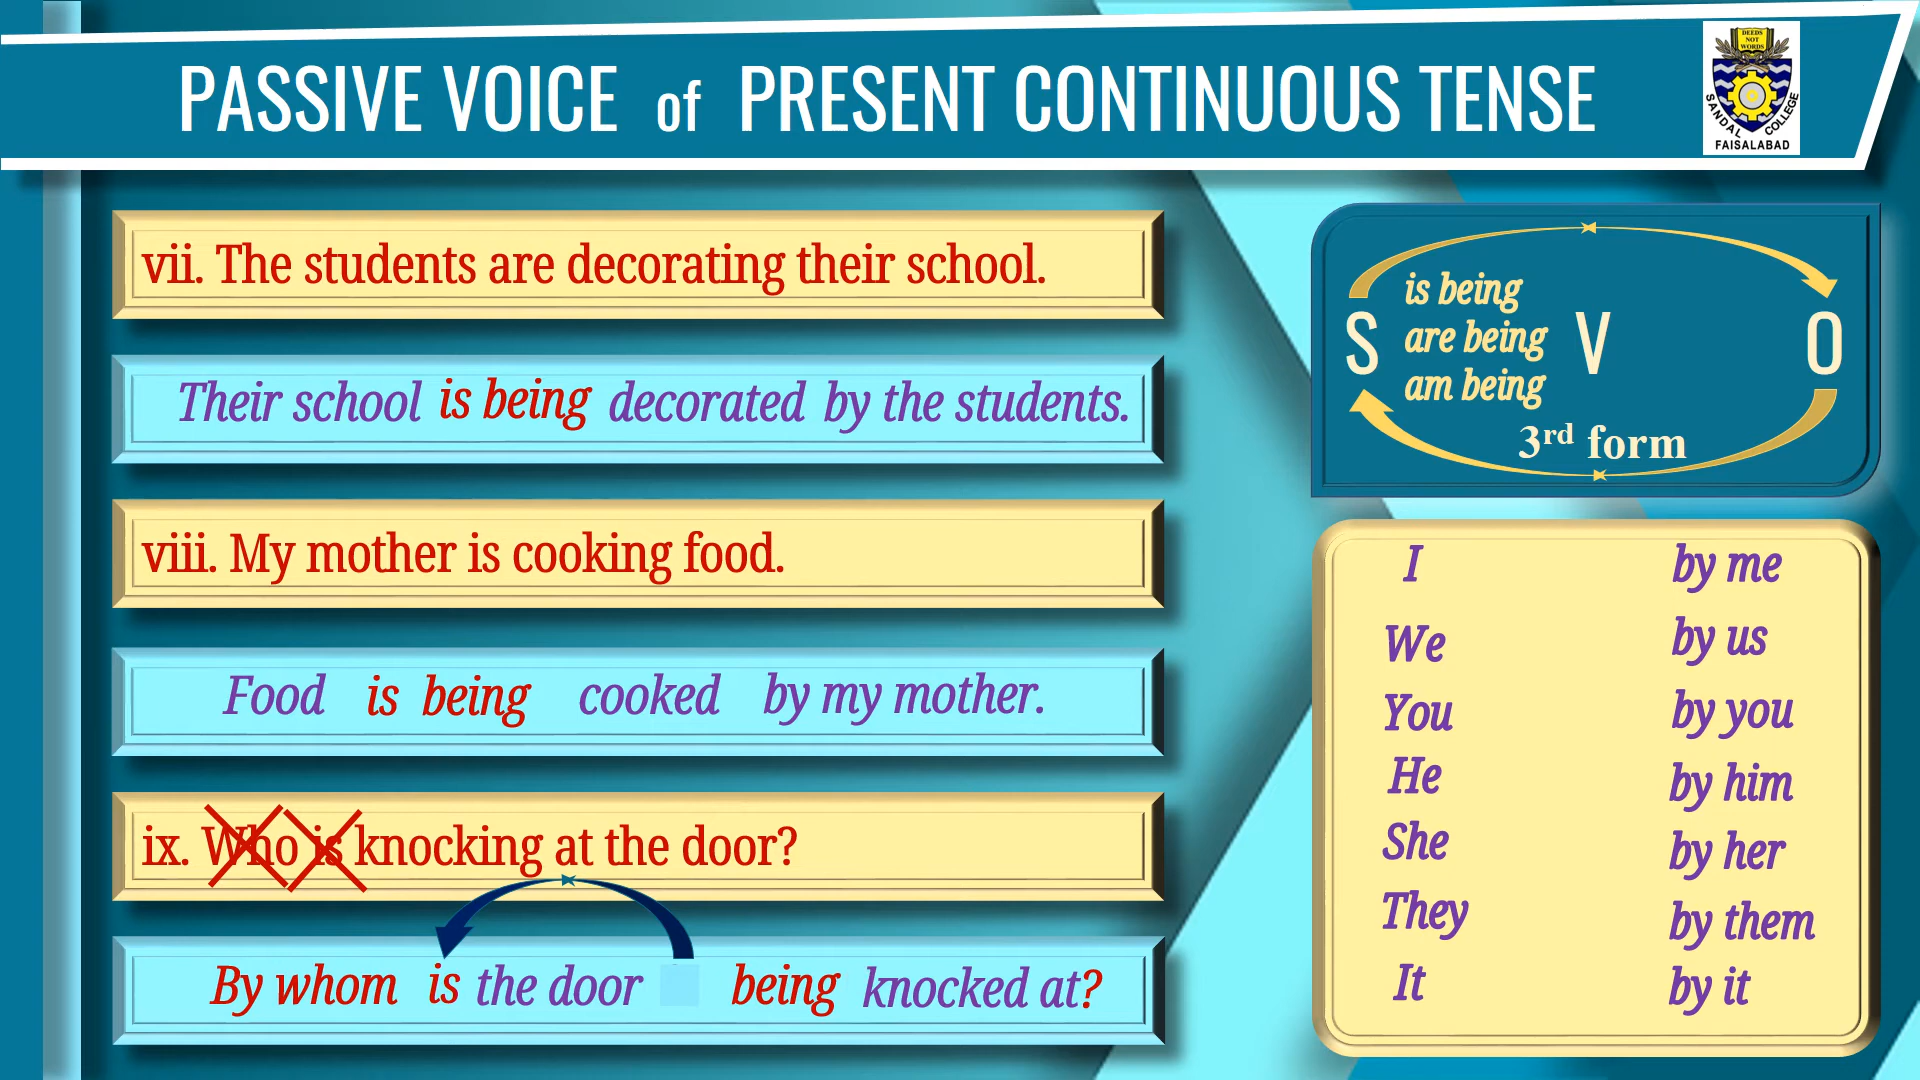 PASSIVE VOICE of PRESENT CONTINUOUS TENSE
DEEDS
NOT
WORDS
SANDAL COLLEGE
FAISALABAD
vii. The students are decorating their school.
Their school is being decorated by the students.
viii. My mother is cooking food.
Food is being cooked by my mother.
ix. Who is knocking at the door?
By whom is the door being knocked at?
is being
S are being V O
am being
3rd form
I by me
We by us
You by you
He by him
She by her
They by them
It by it